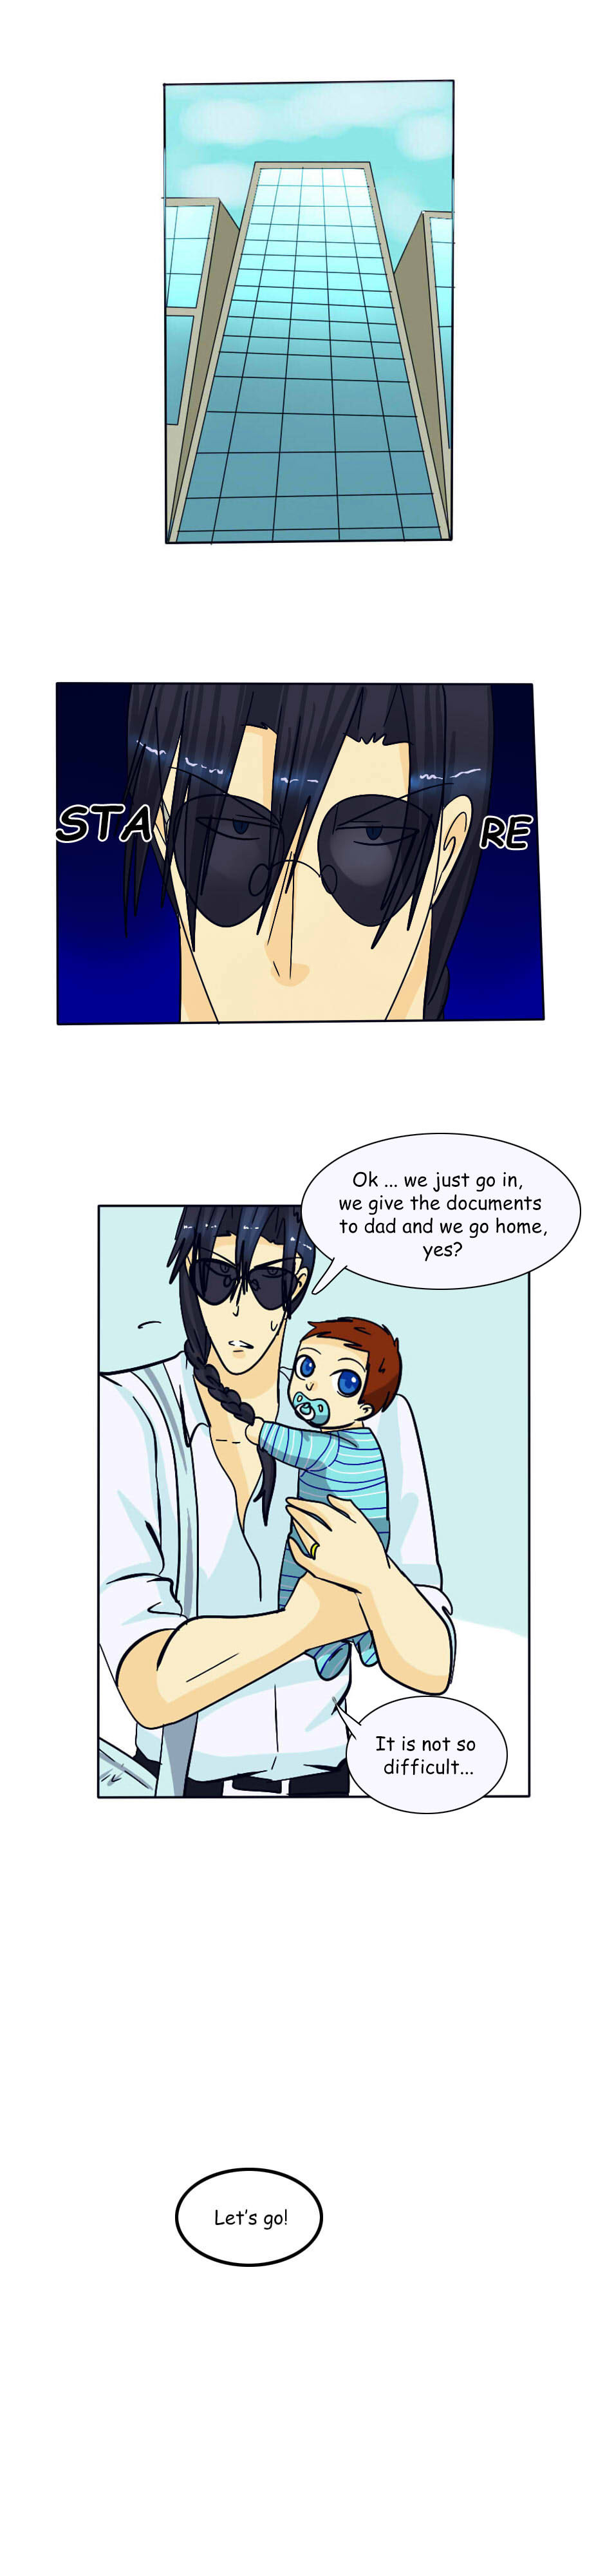 STA RE
Ok ... we just go in,
we give the documents
to dad and we go home,
yes?
It is not so
difficult...
Let's go!